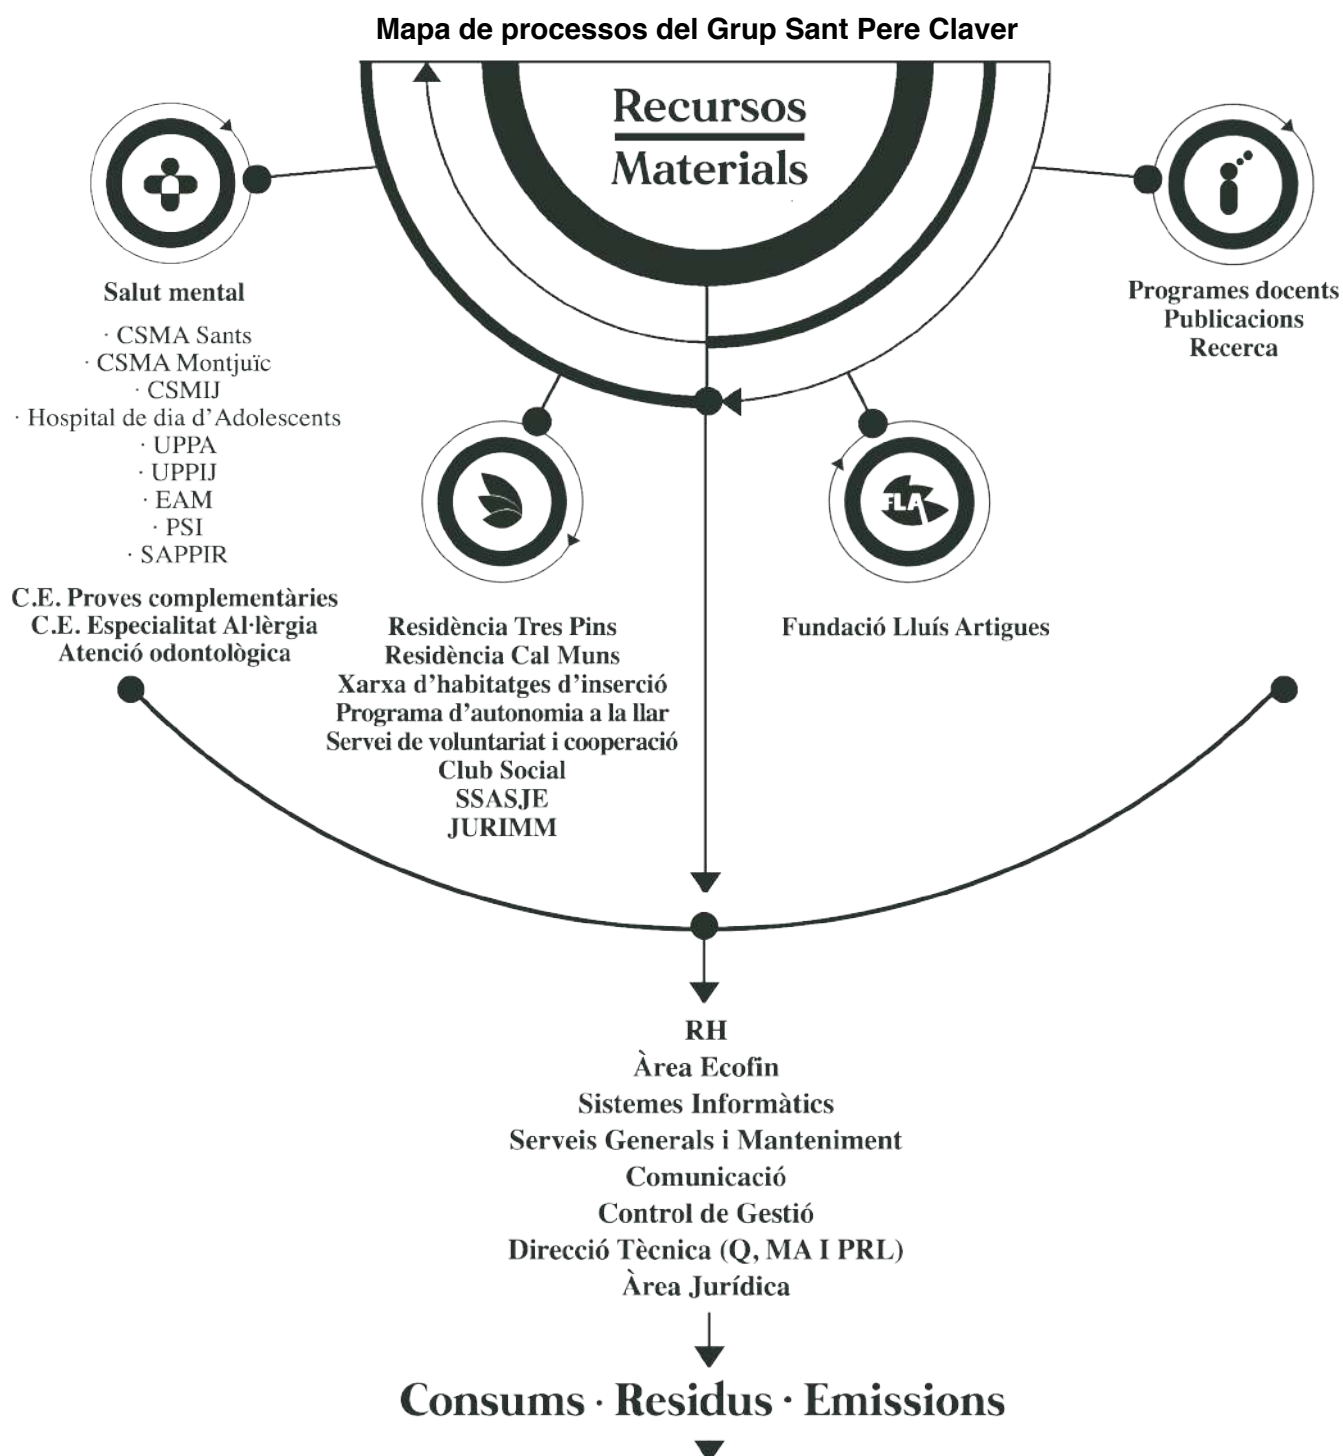 Mapa de processos del Grup Sant Pere Claver
Recursos
Materials
Salut mental
· CSMA Sants
· CSMA Montjuïc
· CSMIJ
· Hospital de dia d’Adolescents
· UPPA
· UPPIJ
· EAM
· PSI
· SAPPIR
C.E. Proves complementàries
C.E. Especialitat Al·lèrgia
Atenció odontològica
Residència Tres Pins
Residència Cal Muns
Xarxa d’habitatges d’inserció
Programa d’autonomia a la llar
Servei de voluntariat i cooperació
Club Social
SSASJE
JURIMM
FLA
Fundació Lluís Artigues
Programes docents
Publicacions
Recerca
RH
Àrea Ecofin
Sistemes Informàtics
Serveis Generals i Manteniment
Comunicació
Control de Gestió
Direcció Tècnica (Q, MA I PRL)
Àrea Jurídica
Consums · Residus · Emissions